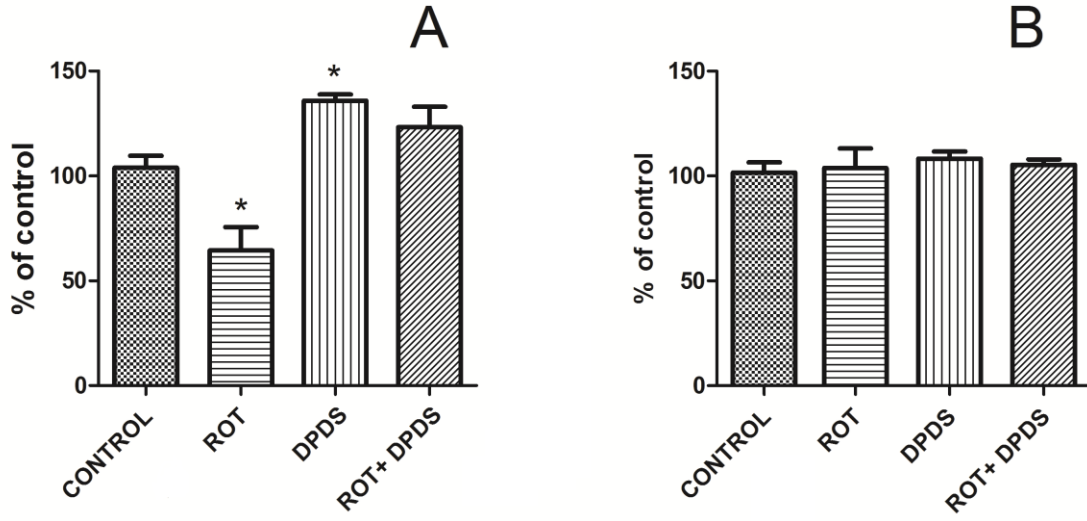 A
% of control
150
100
50
0
*
*
CONTROL
ROT
DPDS
ROT+ DPDS
B
% of control
150
100
50
0
CONTROL
ROT
DPDS
ROT+ DPDS